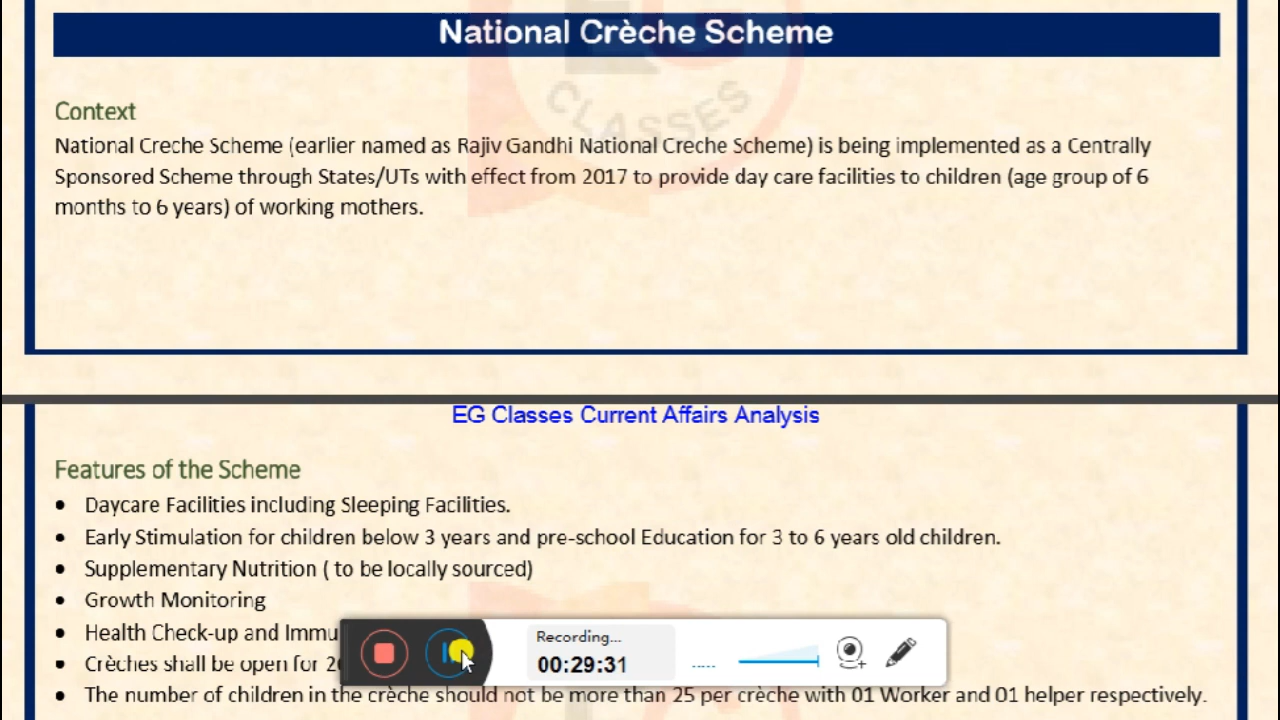 National Crèche Scheme
CLASSES
Context
National Creche Scheme (earlier named as Rajiv Gandhi National Creche Scheme) is being implemented as a Centrally
Sponsored Scheme through States/UTs with effect from 2017 to provide day care facilities to children (age group of 6
months to 6 years) of working mothers.
EG Classes Current Affairs Analysis
Features of the Scheme
• Daycare Facilities including Sleeping Facilities.
• Early Stimulation for children below 3 years and pre-school Education for 3 to 6 years old children.
• Supplementary Nutrition ( to be locally sourced)
• Growth Monitoring
• Health Check-up and Immu
• Crèches shall be open for
• The number of children in the crèche should not be more than 25 per crèche with 01 Worker and 01 helper respectively.
Recording...
00:29:31